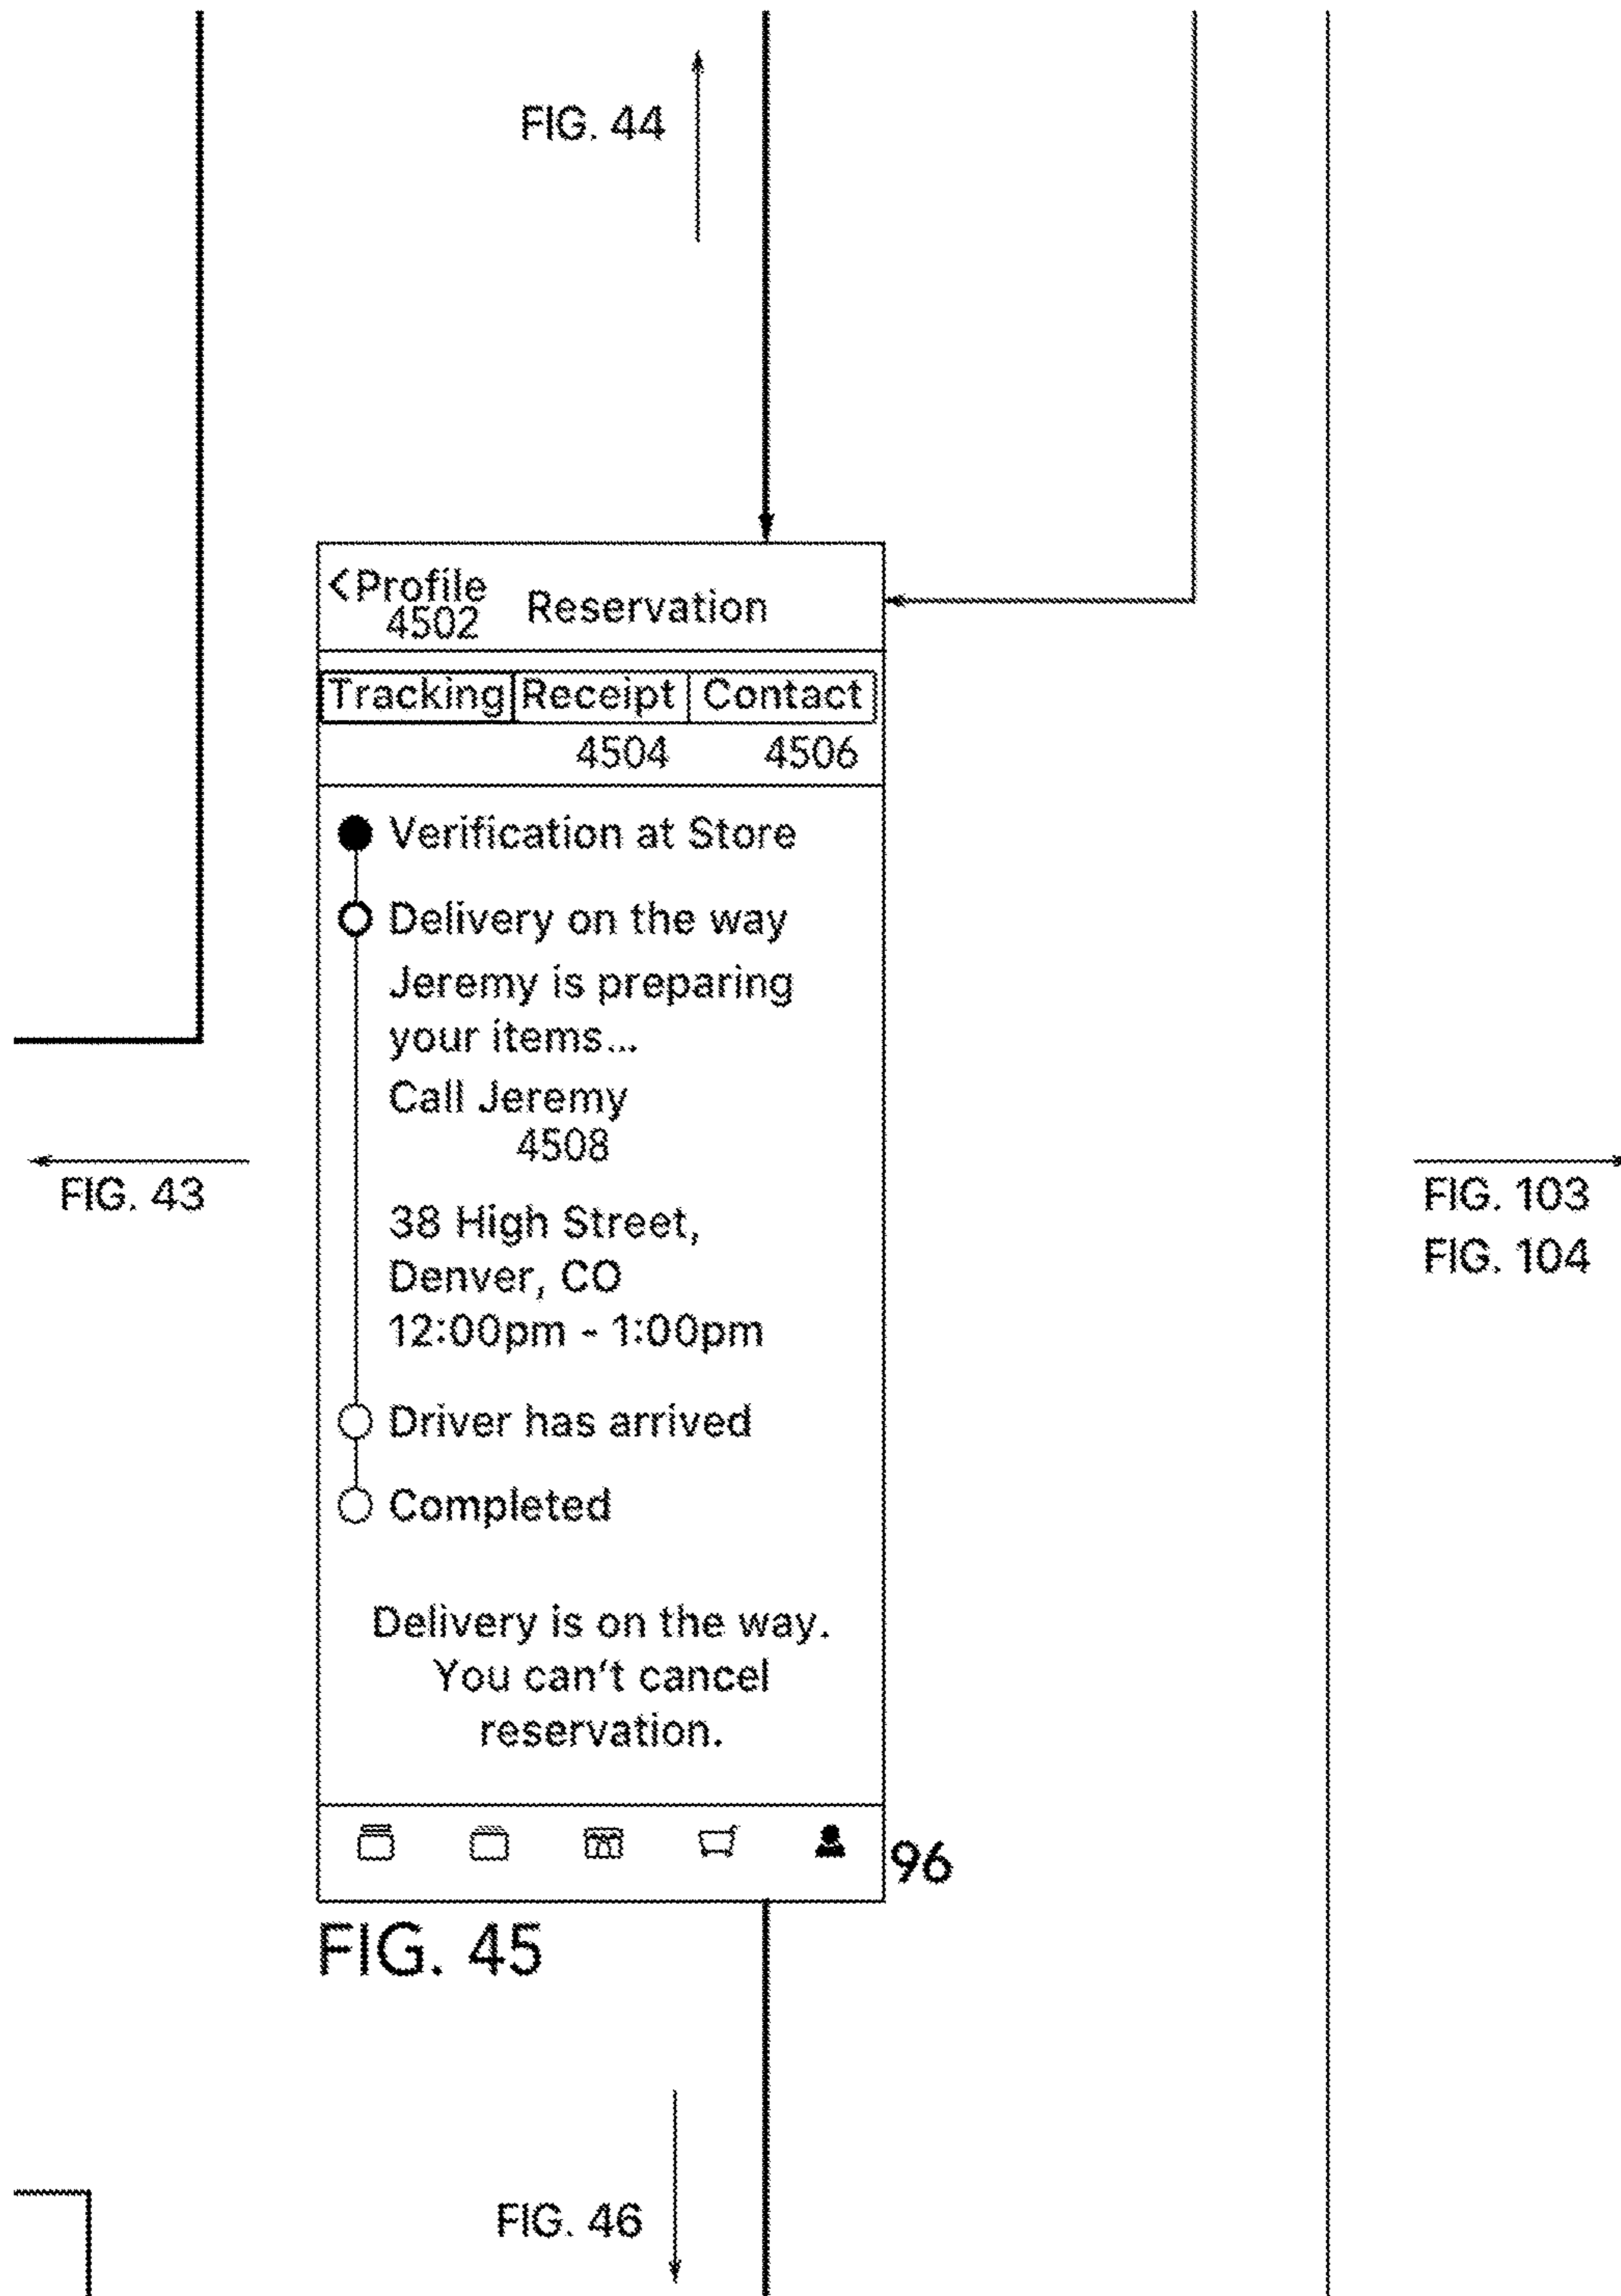 FIG. 44
<Profile
4502
Reservation
Tracking Receipt Contact
4504 4506
Verification at Store
Delivery on the way
Jeremy is preparing
your items...
Call Jeremy
4508
FIG. 43
FIG. 103
FIG. 104
38 High Street,
Denver, CO
12:00pm - 1:00pm
Driver has arrived
Completed
Delivery is on the way.
You can't cancel
reservation.
96
FIG. 45
FIG. 46